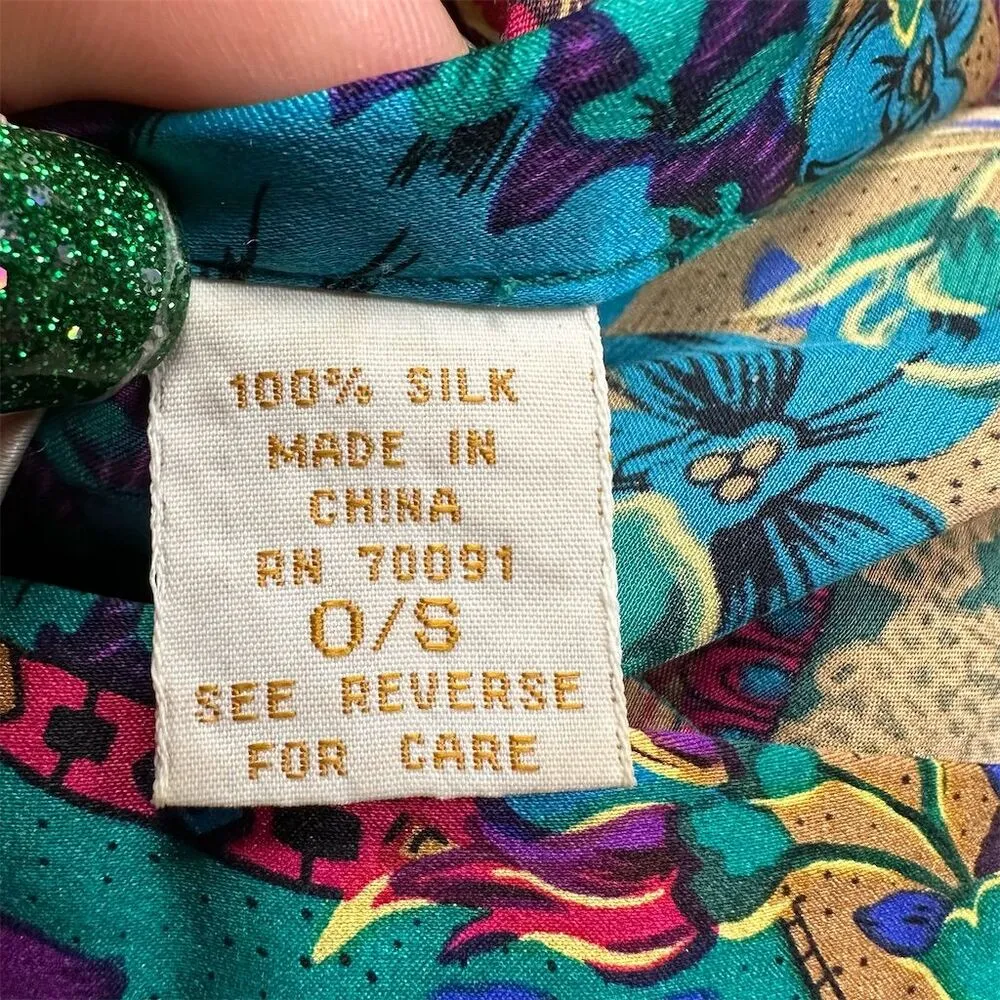 100% SILK
MADE IN
CHINA
RN 70091
O/S
SEE REVERSE
FOR CARE